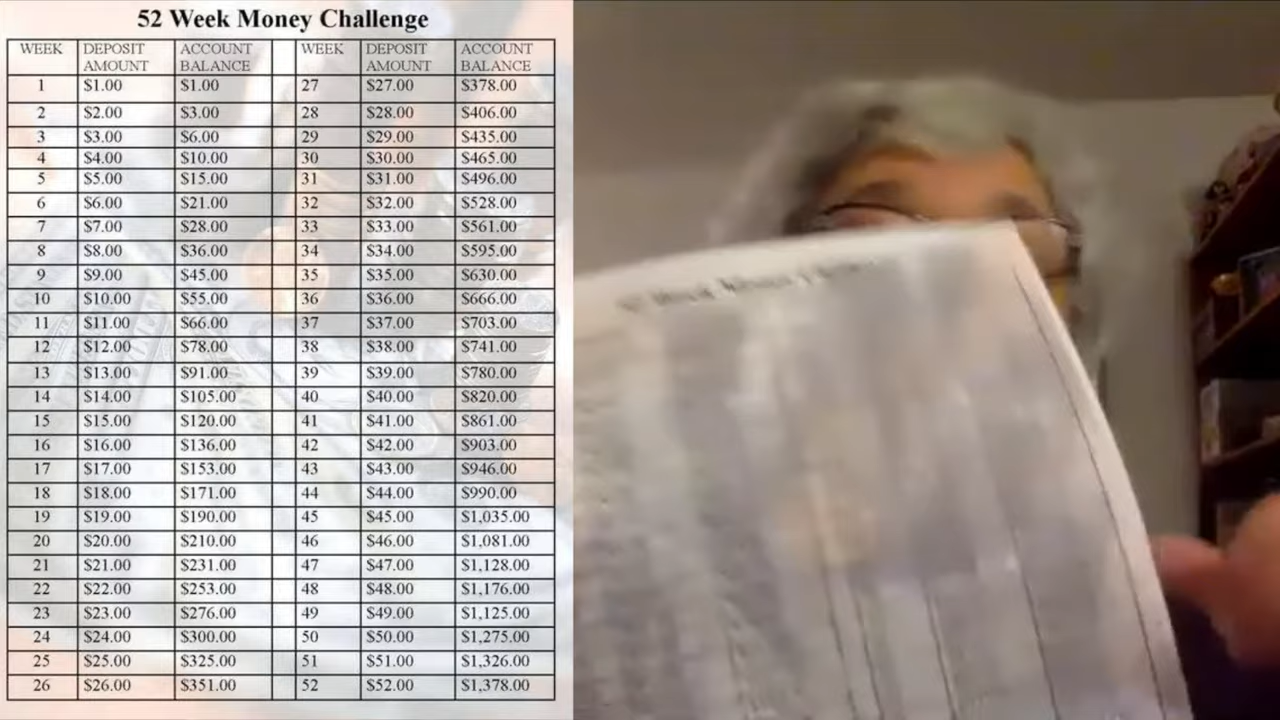 52 Week Money Challenge
WEEK DEPOSIT ACCOUNT WEEK DEPOSIT ACCOUNT
AMOUNT BALANCE AMOUNT BALANCE
1 $1.00 $1.00 27 $27.00 $378.00
2 $2.00 $3.00 28 $28.00 $406.00
3 $3.00 $6.00 29 $29.00 $435.00
4 $4.00 $10.00 30 $30.00 $465.00
5 $5.00 $15.00 31 $31.00 $496.00
6 $6.00 $21.00 32 $32.00 $528.00
7 $7.00 $28.00 33 $33.00 $561.00
8 $8.00 $36.00 34 $34.00 $595.00
9 $9.00 $45.00 35 $35.00 $630.00
10 $10.00 $55.00 36 $36.00 $666.00
11 $11.00 $66.00 37 $37.00 $703.00
12 $12.00 $78.00 38 $38.00 $741.00
13 $13.00 $91.00 39 $39.00 $780.00
14 $14.00 $105.00 40 $40.00 $820.00
15 $15.00 $120.00 41 $41.00 $861.00
16 $16.00 $136.00 42 $42.00 $903.00
17 $17.00 $153.00 43 $43.00 $946.00
18 $18.00 $171.00 44 $44.00 $990.00
19 $19.00 $190.00 45 $45.00 $1,035.00
20 $20.00 $210.00 46 $46.00 $1,081.00
21 $21.00 $231.00 47 $47.00 $1,128.00
22 $22.00 $253.00 48 $48.00 $1,176.00
23 $23.00 $276.00 49 $49.00 $1,125.00
24 $24.00 $300.00 50 $50.00 $1,275.00
25 $25.00 $325.00 51 $51.00 $1,326.00
26 $26.00 $351.00 52 $52.00 $1,378.00